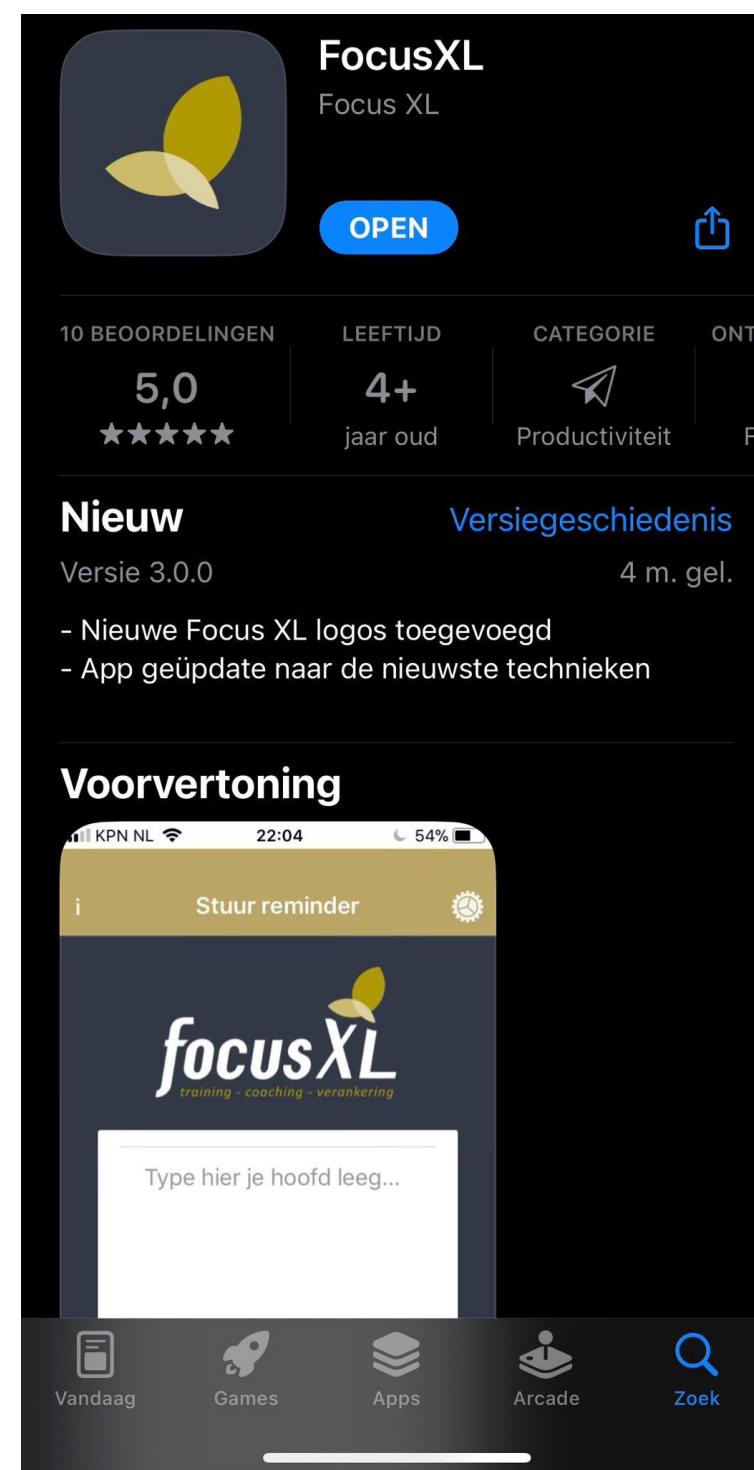 FocusXL
Focus XL
OPEN
10 BEOORDELINGEN
5,0
LEEFTIJD
4+
jaar oud
CATEGORIE
Productiviteit
ONT
F
Nieuw
Versiegeschiedenis
Versie 3.0.0
4 m. gel.
- Nieuwe Focus XL logos toegevoegd
- App geüpdate naar de nieuwste technieken
Voorvertoning
KPN NL 22:04 54%
i Stuur reminder
focusXL
training - coaching - verankering
Type hier je hoofd leeg...
Vandaag Games Apps Arcade Zoek